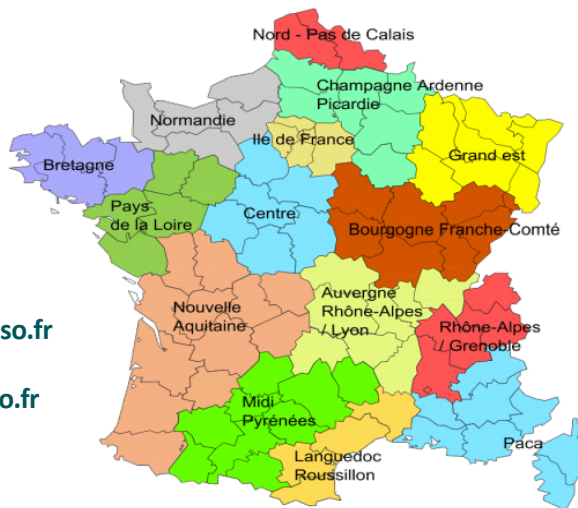 Nord - Pas de Calais
Champagne Ardenne
Picardie
Normandie
Ile de France
Grand est
Bretagne
Pays
de la Loire
Centre
Bourgogne Franche-Comté
Nouvelle
Aquitaine
Auvergne
Rhône-Alpes
/ Lyon
Rhône-Alpes
/ Grenoble
so.fr
o.fr
Midi
Pyrénées
Paca
Languedoc
Roussillon